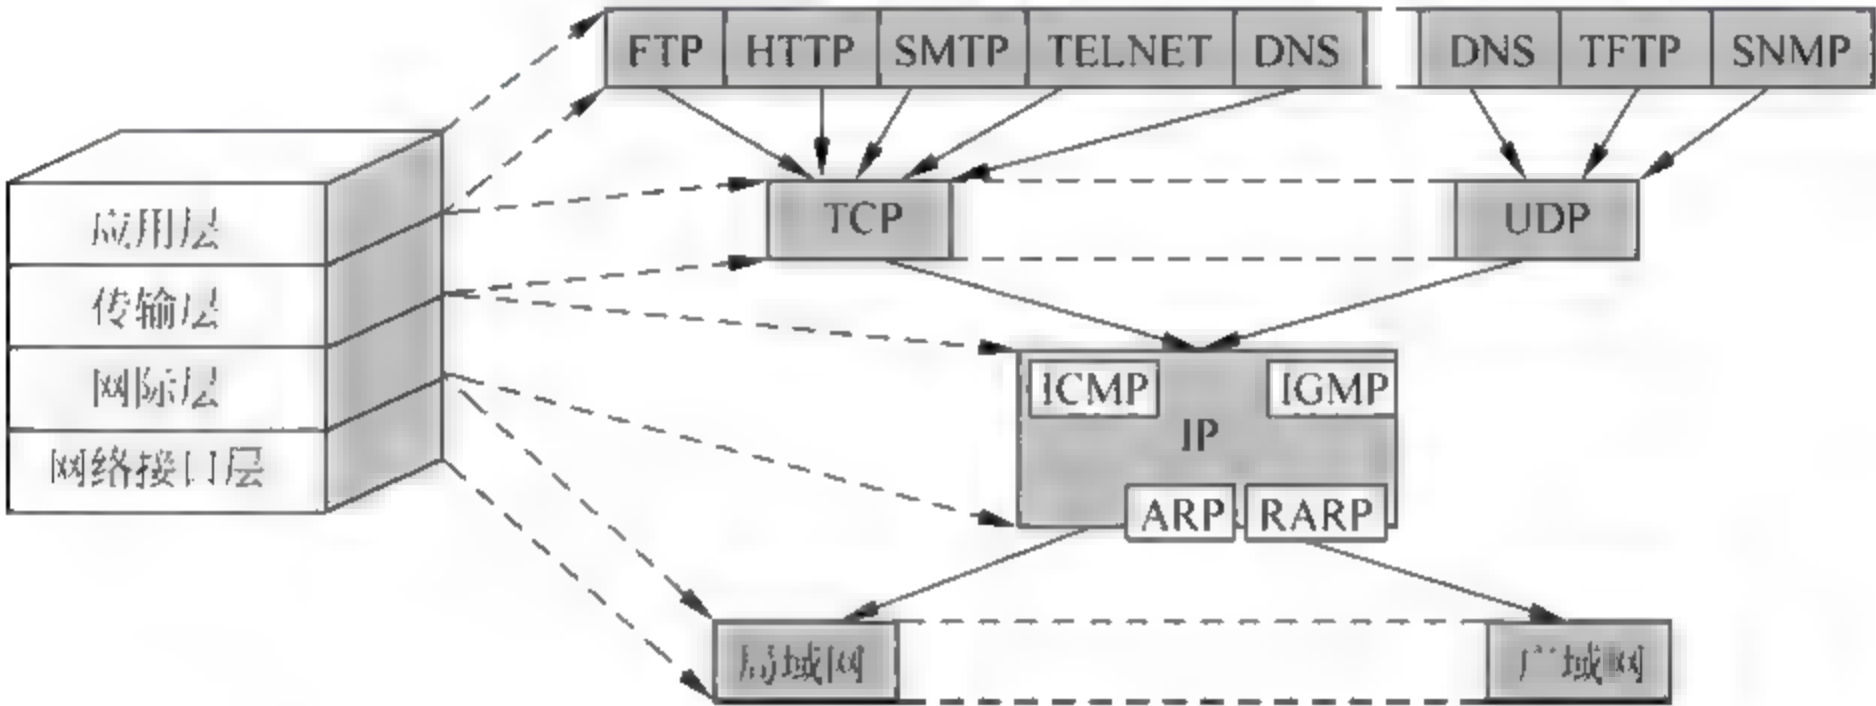 FTP HTTP SMTP TELNET DNS DNS TFTP SNMP
应用层
TCP UDP
传输层
ICMP IGMP
网际层
IP
网络接口层
ARP RARP
局域网 广域网